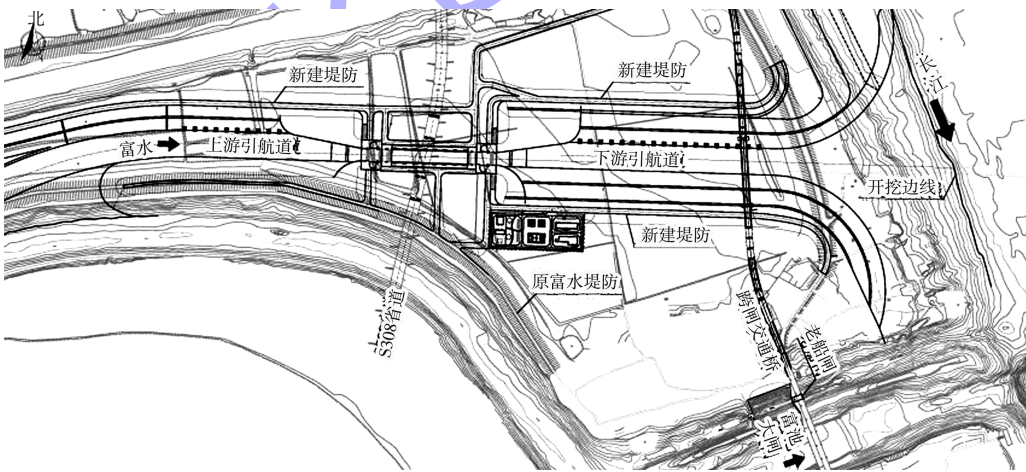 北
新建堤防
新建堤防
长江
富水
上游引航道
下游引航道
开挖边线
新建堤防
原富水堤防
S308省道
跨闸交通桥
老船闸
富池
大闸